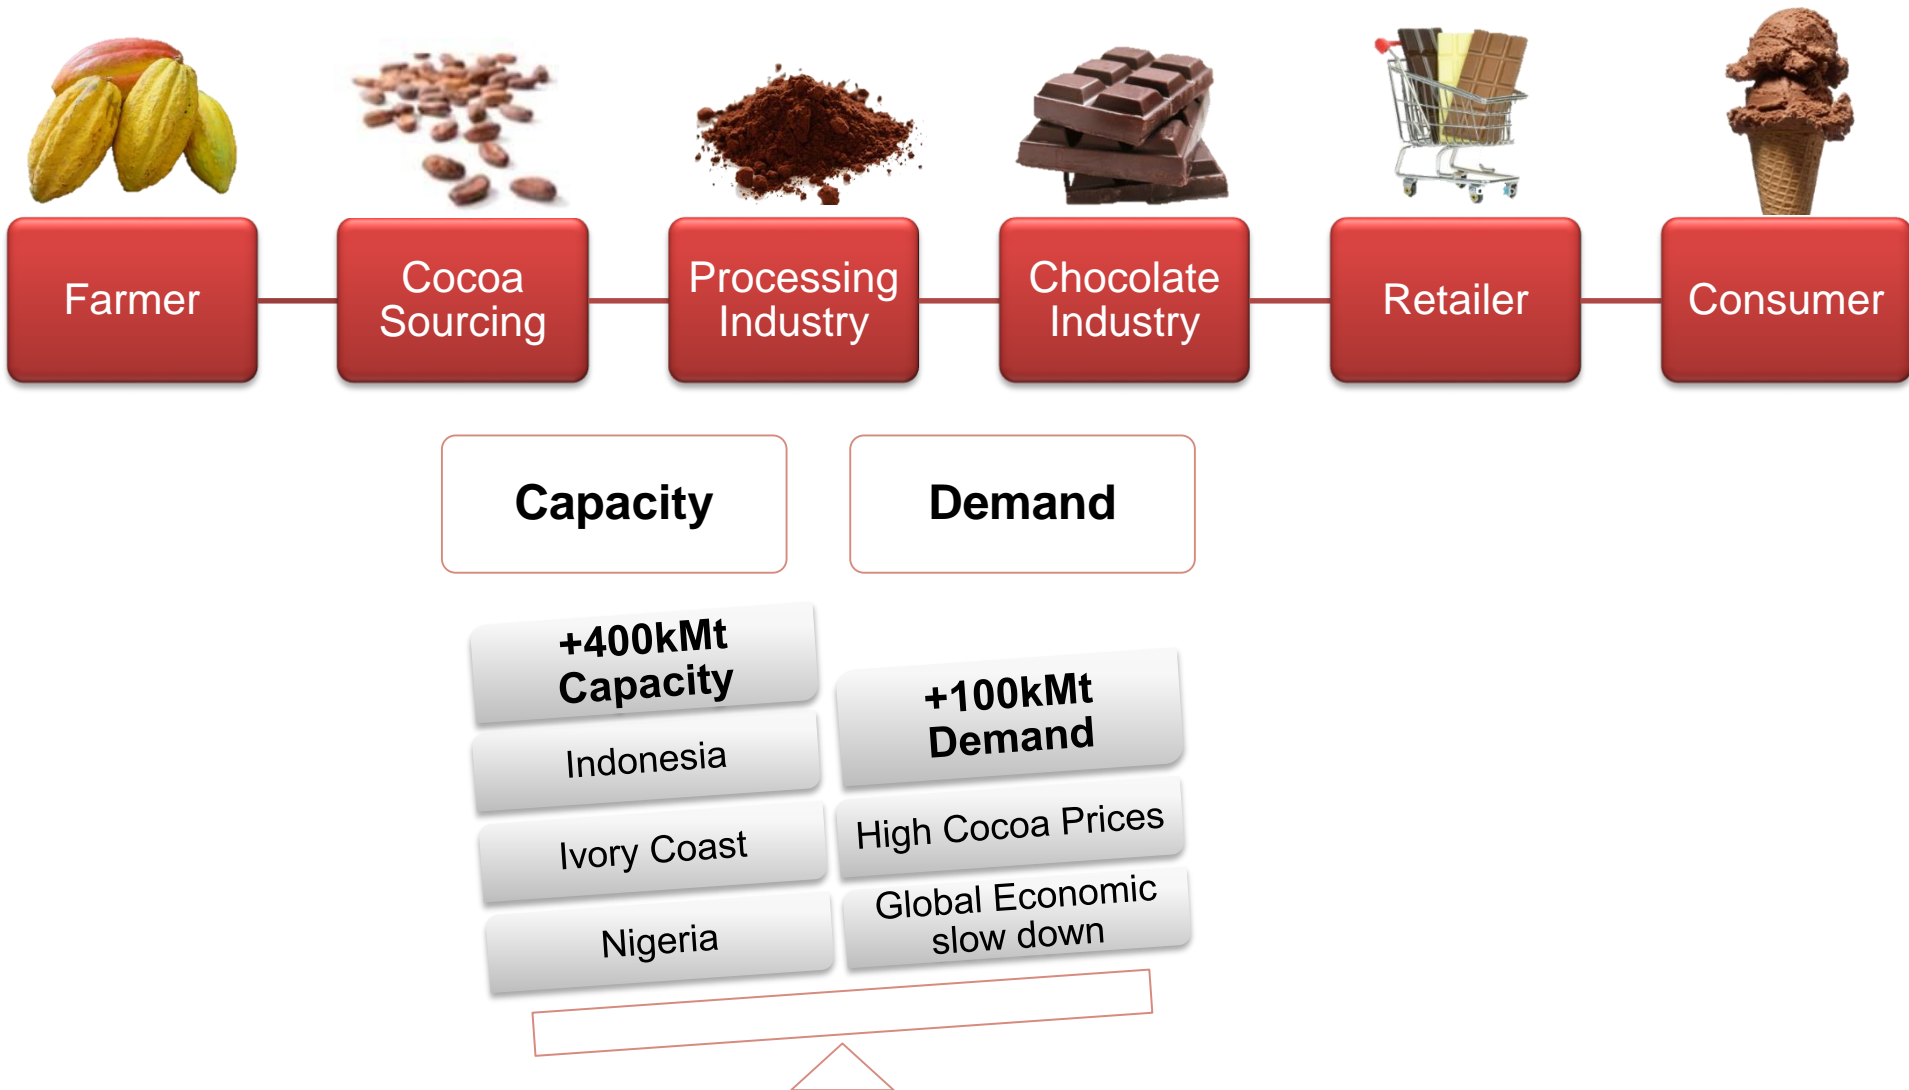 Farmer
Cocoa
Sourcing
Processing
Industry
Chocolate
Industry
Retailer
Consumer
Capacity
Demand
+400kMt
Capacity
Indonesia
Ivory Coast
Nigeria
+100kMt
Demand
High Cocoa Prices
Global Economic
slow down